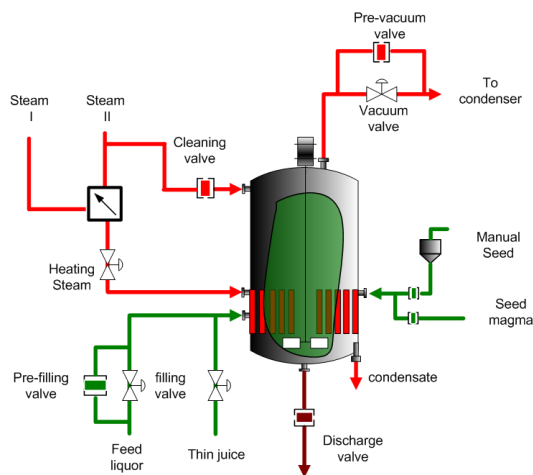 Pre-vacuum
valve
To
condenser
Vacuum
valve
Steam
I
Steam
II
Cleaning
valve
Manual
Seed
Heating
Steam
Seed
magma
Pre-filling
valve
filling
valve
condensate
Feed
liquor
Thin juice
Discharge
valve